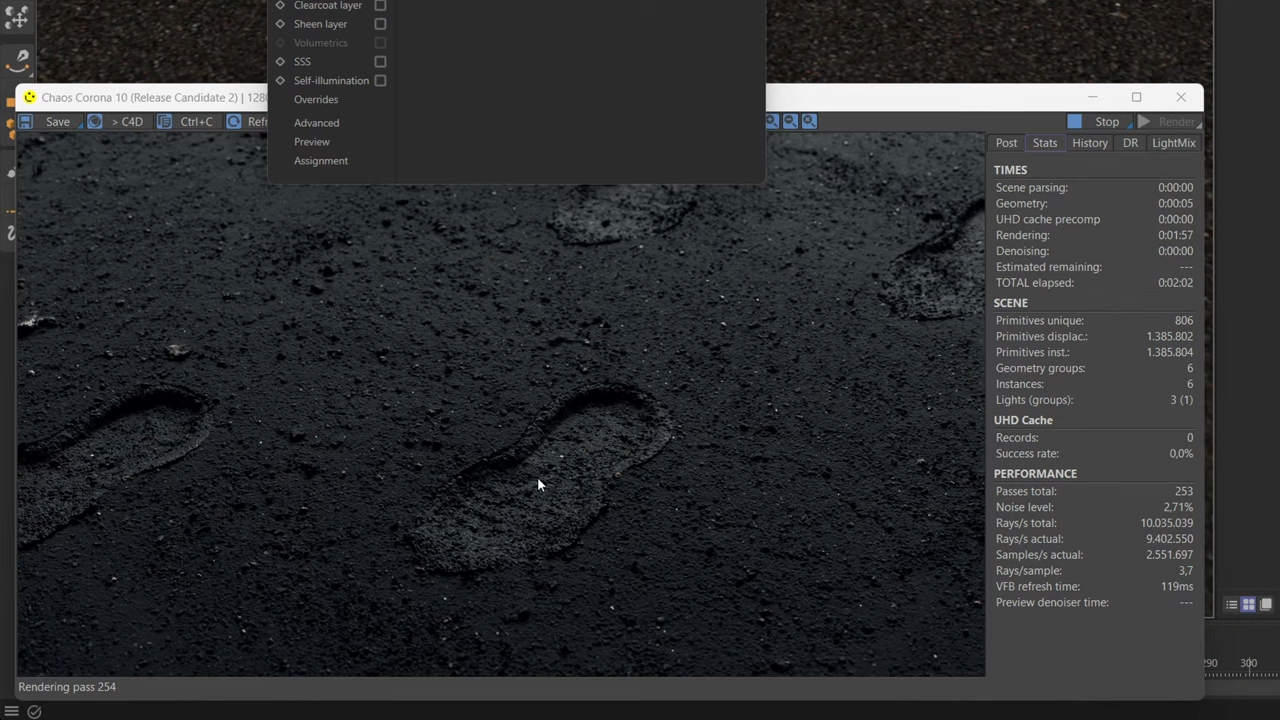 Clearcoat layer
Sheen layer
Volumetrics
SSS
Self-illumination
Overrides
Advanced
Preview
Assignment
Chaos Corona 10 (Release Candidate 2) | 1280
Save
> C4D
Ctrl+C
Refr
Stop
Render
Post
Stats
History
DR
LightMix
TIMES
Scene parsing: 0:00:00
Geometry: 0:00:05
UHD cache precomp 0:00:00
Rendering: 0:01:57
Denoising: 0:00:00
Estimated remaining: ---
TOTAL elapsed: 0:02:02
SCENE
Primitives unique: 806
Primitives displac.: 1.385.802
Primitives inst.: 1.385.804
Geometry groups: 6
Instances: 6
Lights (groups): 3 (1)
UHD Cache
Records: 0
Success rate: 0,0%
PERFORMANCE
Passes total: 253
Noise level: 2,71%
Rays/s total: 10.035.039
Rays/s actual: 9.402.550
Samples/s actual: 2.551.697
Rays/sample: 3,7
VFB refresh time: 119ms
Preview denoiser time: ---
290 300
Rendering pass 254